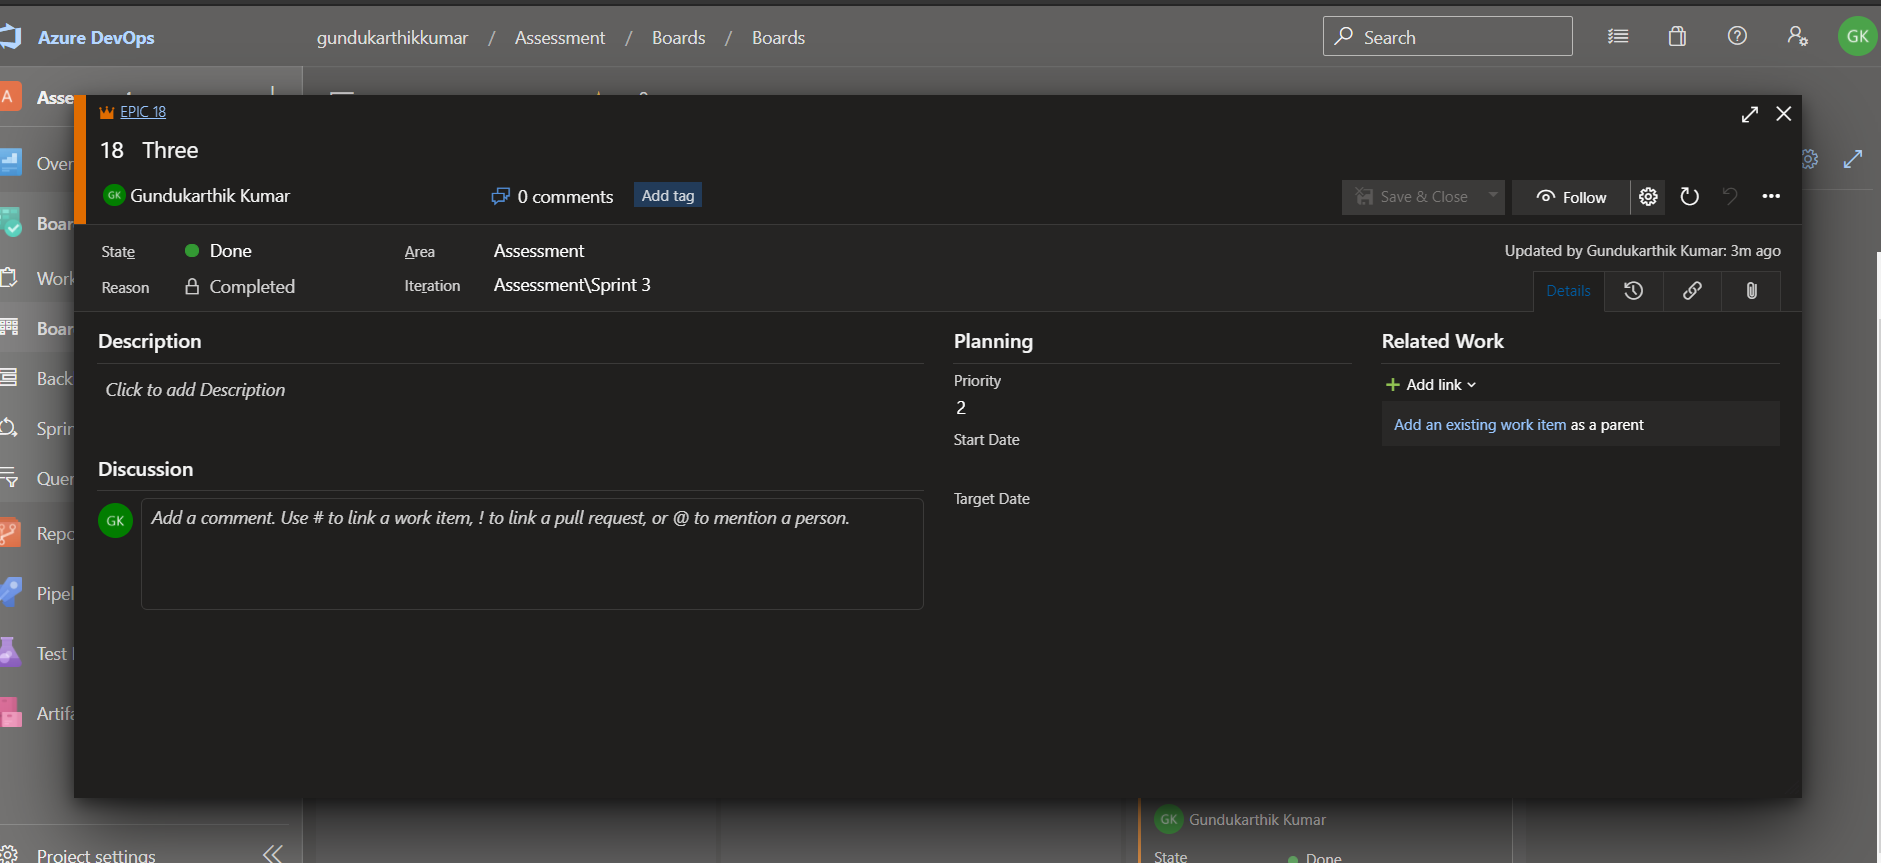 Azure DevOps
gundukarthikkumar / Assessment / Boards / Boards
Search
GK
A
Asse
EPIC 18
18 Three
GK Gundukarthik Kumar
0 comments
Add tag
Save & Close
Follow
State Done
Area Assessment
Updated by Gundukarthik Kumar: 3m ago
Reason Completed
Iteration Assessment\Sprint 3
Details
Over
Boar
Work
Boar
Back
Sprin
Quer
Repo
Pipel
Test
Artifa
Project settings
Description
Click to add Description
Discussion
GK
Add a comment. Use # to link a work item, ! to link a pull request, or @ to mention a person.
Planning
Priority
2
Start Date
Target Date
Related Work
Add link
Add an existing work item as a parent
GK Gundukarthik Kumar
State Done